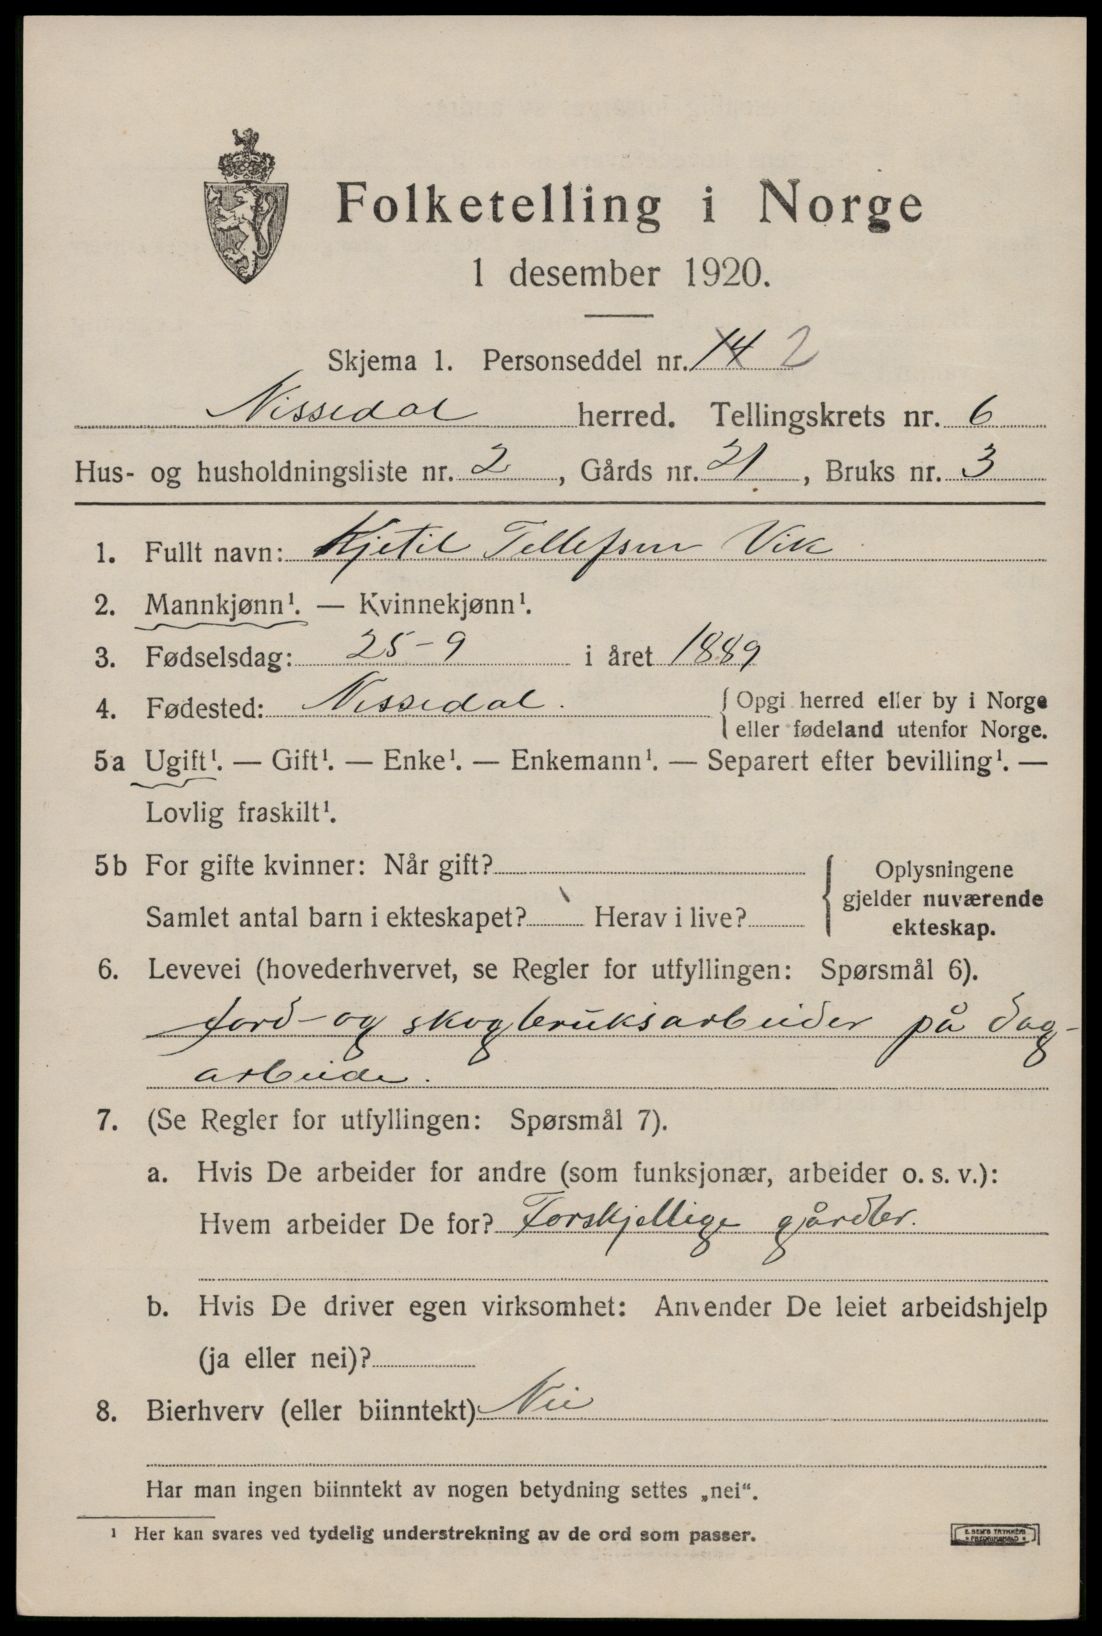 Folketelling i Norge
1 desember 1920.
Skjema 1. Personseddel nr. 14 2
Nissedal herred. Tellingskrets nr. 6
Hus- og husholdningsliste nr. 2, Gårds nr. 21, Bruks nr. 3
1. Fullt navn: Kjetil Tellefsen Vik
2. Mannkjønn¹. — Kvinnekjønn¹.
3. Fødselsdag: 25-9 i året 1889
4. Fødested: Nissedal. { Opgi herred eller by i Norge
eller fødeland utenfor Norge.
5a Ugift¹. — Gift¹. — Enke¹. — Enkemann¹. — Separert efter bevilling¹. —
Lovlig fraskilt¹.
5b For gifte kvinner: Når gift?
Samlet antal barn i ekteskapet? Herav i live?
{ Oplysningene
gjelder nuværende
ekteskap.
6. Levevei (hovederhvervet, se Regler for utfyllingen: Spørsmål 6).
Jord- og skogbruksarbeider på dag-
arbeide.
7. (Se Regler for utfyllingen: Spørsmål 7).
a. Hvis De arbeider for andre (som funksjonær, arbeider o. s. v.):
Hvem arbeider De for? Forskjellige gårdbr.
b. Hvis De driver egen virksomhet: Anvender De leiet arbeidshjelp
(ja eller nei)?
8. Bierhverv (eller biinntekt) Nei
Har man ingen biinntekt av nogen betydning settes „nei“.
¹ Her kan svares ved tydelig understrekning av de ord som passer.
E. SEM'S TRYKKERI
FREDRIKSHALD